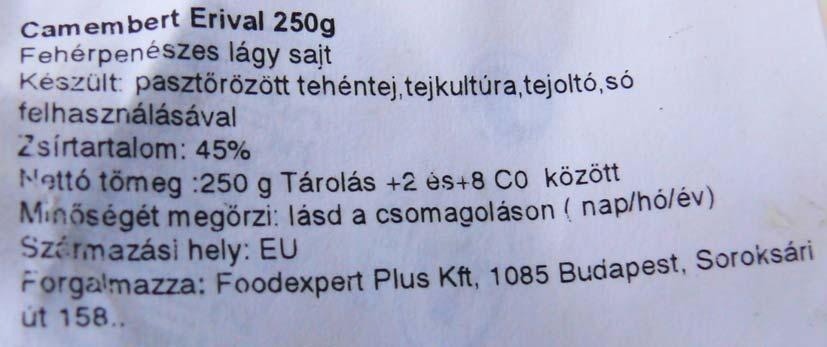 Camembert Erival 250g
Fehérpenészes lágy sajt
Készült: pasztőrözött tehéntej,tejkultúra,tejoltó,só
felhasználásával
Zsírtartalom: 45%
Nettó tömeg :250 g Tárolás +2 és+8 C0 között
Minőségét megőrzi: lásd a csomagoláson ( nap/hó/év)
Származási hely: EU
Forgalmazza: Foodexpert Plus Kft, 1085 Budapest, Soroksári
út 158..